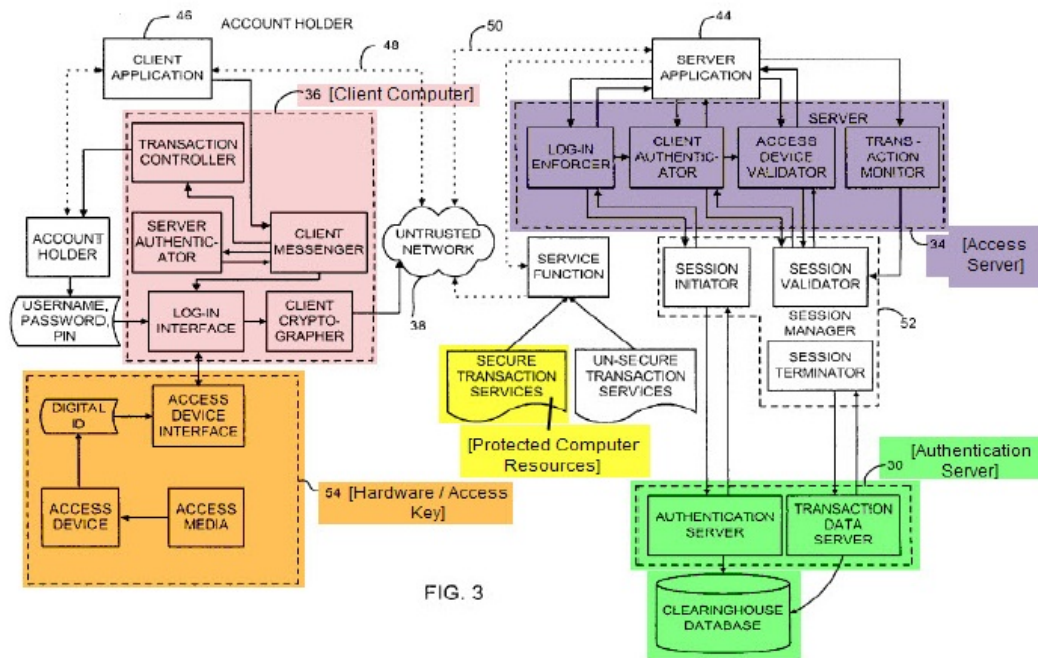 46
ACCOUNT HOLDER
CLIENT
APPLICATION
48
50
44
SERVER
APPLICATION
36 [Client Computer]
TRANSACTION
CONTROLLER
SERVER
AUTHENTIC-
ATOR
CLIENT
MESSENGER
LOG-IN
INTERFACE
CLIENT
CRYPTO-
GRAPHER
ACCOUNT
HOLDER
USERNAME,
PASSWORD,
PIN
UNTRUSTED
NETWORK
38
SERVER
LOG-IN
ENFORCER
CLIENT
AUTHENTIC-
ATOR
ACCESS
DEVICE
VALIDATOR
TRANS-
ACTION
MONITOR
34 [Access
Server]
SERVICE
FUNCTION
SESSION
INITIATOR
SESSION
VALIDATOR
SESSION
MANAGER
52
SESSION
TERMINATOR
SECURE
TRANSACTION
SERVICES
UN-SECURE
TRANSACTION
SERVICES
[Protected Computer
Resources]
DIGITAL
ID
ACCESS
DEVICE
INTERFACE
ACCESS
DEVICE
ACCESS
MEDIA
54 [Hardware / Access
Key]
30 [Authentication
Server]
AUTHENTICATION
SERVER
TRANSACTION
DATA
SERVER
CLEARINGHOUSE
DATABASE
FIG. 3